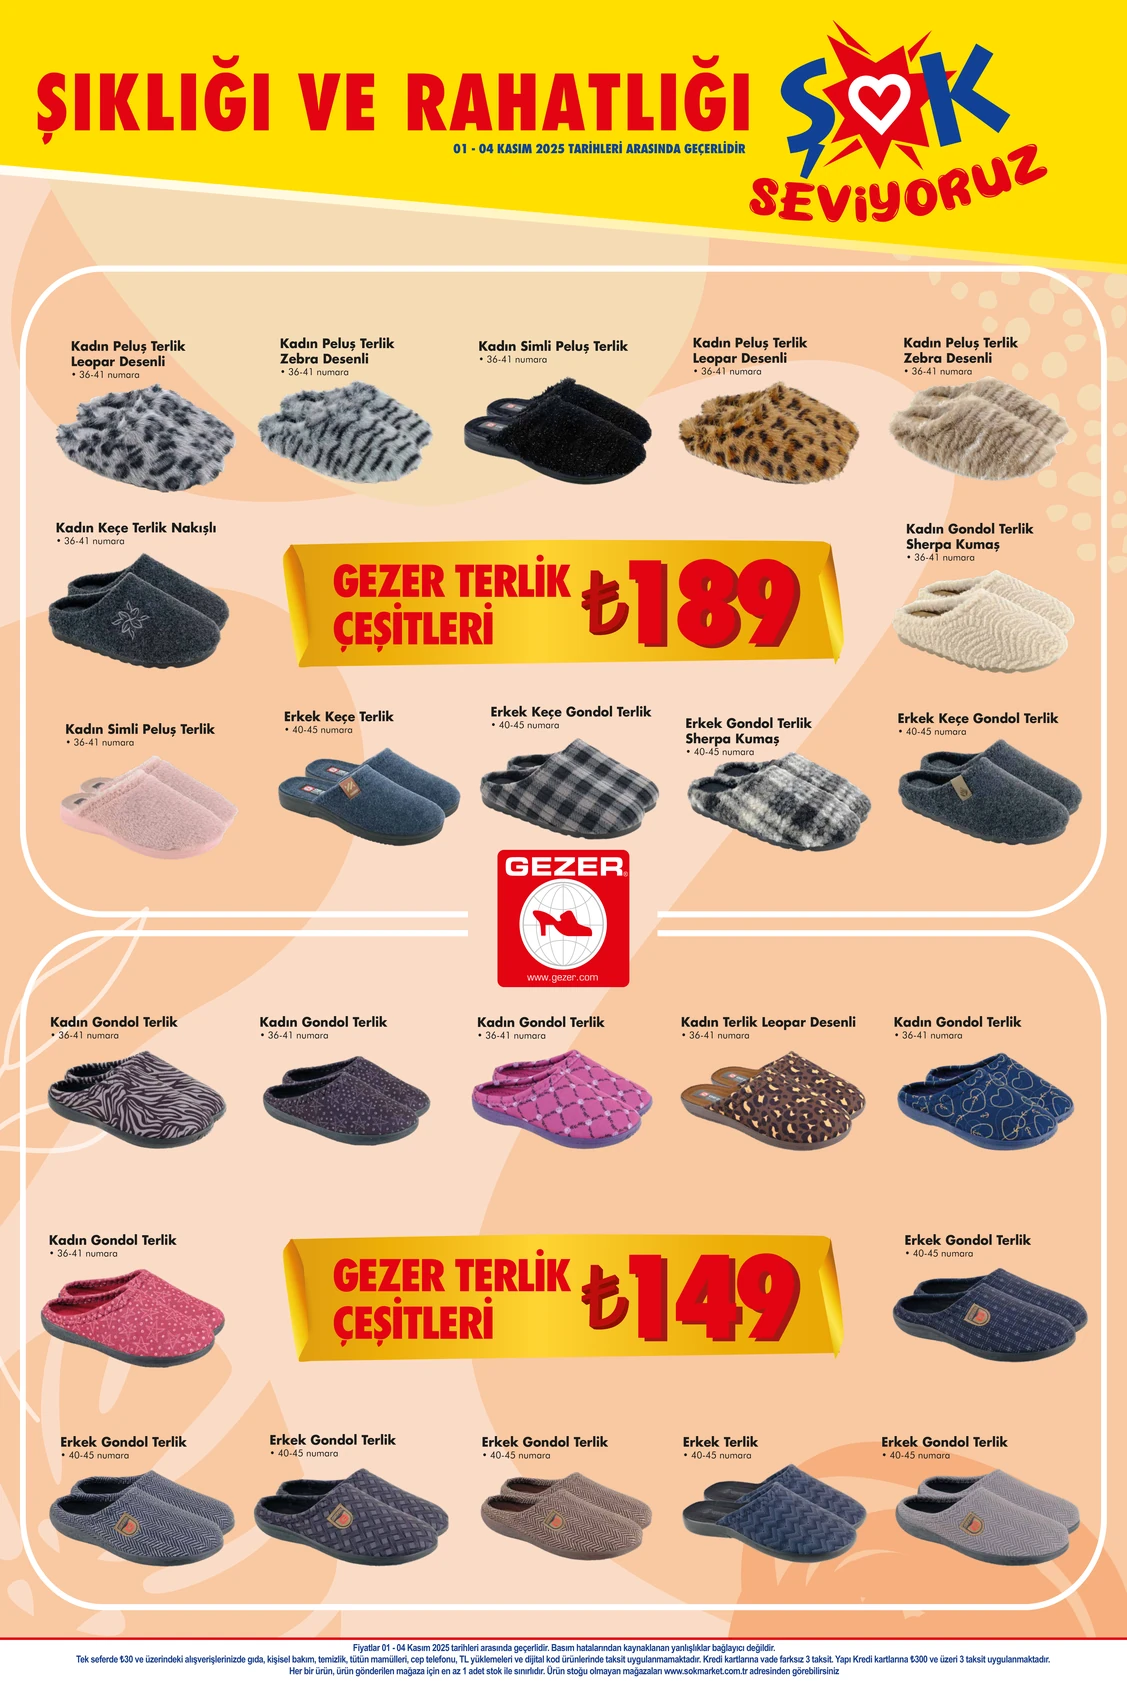 ŞIKLIĞI VE RAHATLIĞI
01 - 04 KASIM 2025 TARİHLERİ ARASINDA GEÇERLİDİR
ŞOK
SEVİYORUZ
Kadın Peluş Terlik
Leopar Desenli
• 36-41 numara
Kadın Peluş Terlik
Zebra Desenli
• 36-41 numara
Kadın Simli Peluş Terlik
• 36-41 numara
Kadın Peluş Terlik
Leopar Desenli
• 36-41 numara
Kadın Peluş Terlik
Zebra Desenli
• 36-41 numara
Kadın Keçe Terlik Nakışlı
• 36-41 numara
GEZER TERLİK
ÇEŞİTLERİ
₺189
Kadın Gondol Terlik
Sherpa Kumaş
• 36-41 numara
Kadın Simli Peluş Terlik
• 36-41 numara
Erkek Keçe Terlik
• 40-45 numara
Erkek Keçe Gondol Terlik
• 40-45 numara
Erkek Gondol Terlik
Sherpa Kumaş
• 40-45 numara
Erkek Keçe Gondol Terlik
• 40-45 numara
GEZER®
www.gezer.com
Kadın Gondol Terlik
• 36-41 numara
Kadın Gondol Terlik
• 36-41 numara
Kadın Gondol Terlik
• 36-41 numara
Kadın Terlik Leopar Desenli
• 36-41 numara
Kadın Gondol Terlik
• 36-41 numara
Kadın Gondol Terlik
• 36-41 numara
GEZER TERLİK
ÇEŞİTLERİ
₺149
Erkek Gondol Terlik
• 40-45 numara
Erkek Gondol Terlik
• 40-45 numara
Erkek Gondol Terlik
• 40-45 numara
Erkek Gondol Terlik
• 40-45 numara
Erkek Terlik
• 40-45 numara
Erkek Gondol Terlik
• 40-45 numara
Fiyatlar 01 - 04 Kasım 2025 tarihleri arasında geçerlidir. Basım hatalarından kaynaklanan yanlışlıklar bağlayıcı değildir.
Tek seferde ₺30 ve üzerindeki alışverişlerinizde gıda, kişisel bakım, temizlik, tütün mamülleri, cep telefonu, TL yüklemeleri ve dijital kod ürünlerinde taksit uygulanmamaktadır. Kredi kartlarına vade farksız 3 taksit. Yapı Kredi kartlarına ₺300 ve üzeri 3 taksit uygulanmaktadır.
Her bir ürün, ürün gönderilen mağaza için en az 1 adet stok ile sınırlıdır. Ürün stoğu olmayan mağazaları www.sokmarket.com.tr adresinden görebilirsiniz